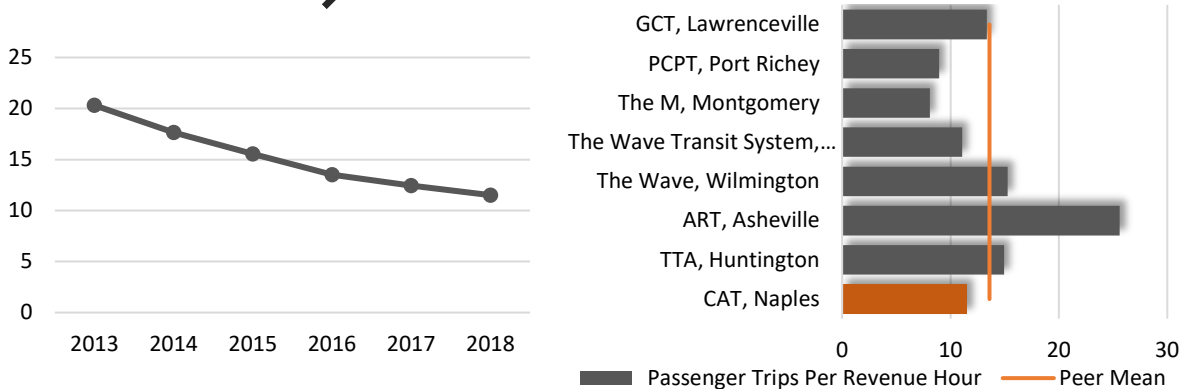 25
20
15
10
5
0
2013 2014 2015 2016 2017 2018
GCT, Lawrenceville
PCPT, Port Richey
The M, Montgomery
The Wave Transit System,...
The Wave, Wilmington
ART, Asheville
TTA, Huntington
CAT, Naples
0 10 20 30
Passenger Trips Per Revenue Hour Peer Mean